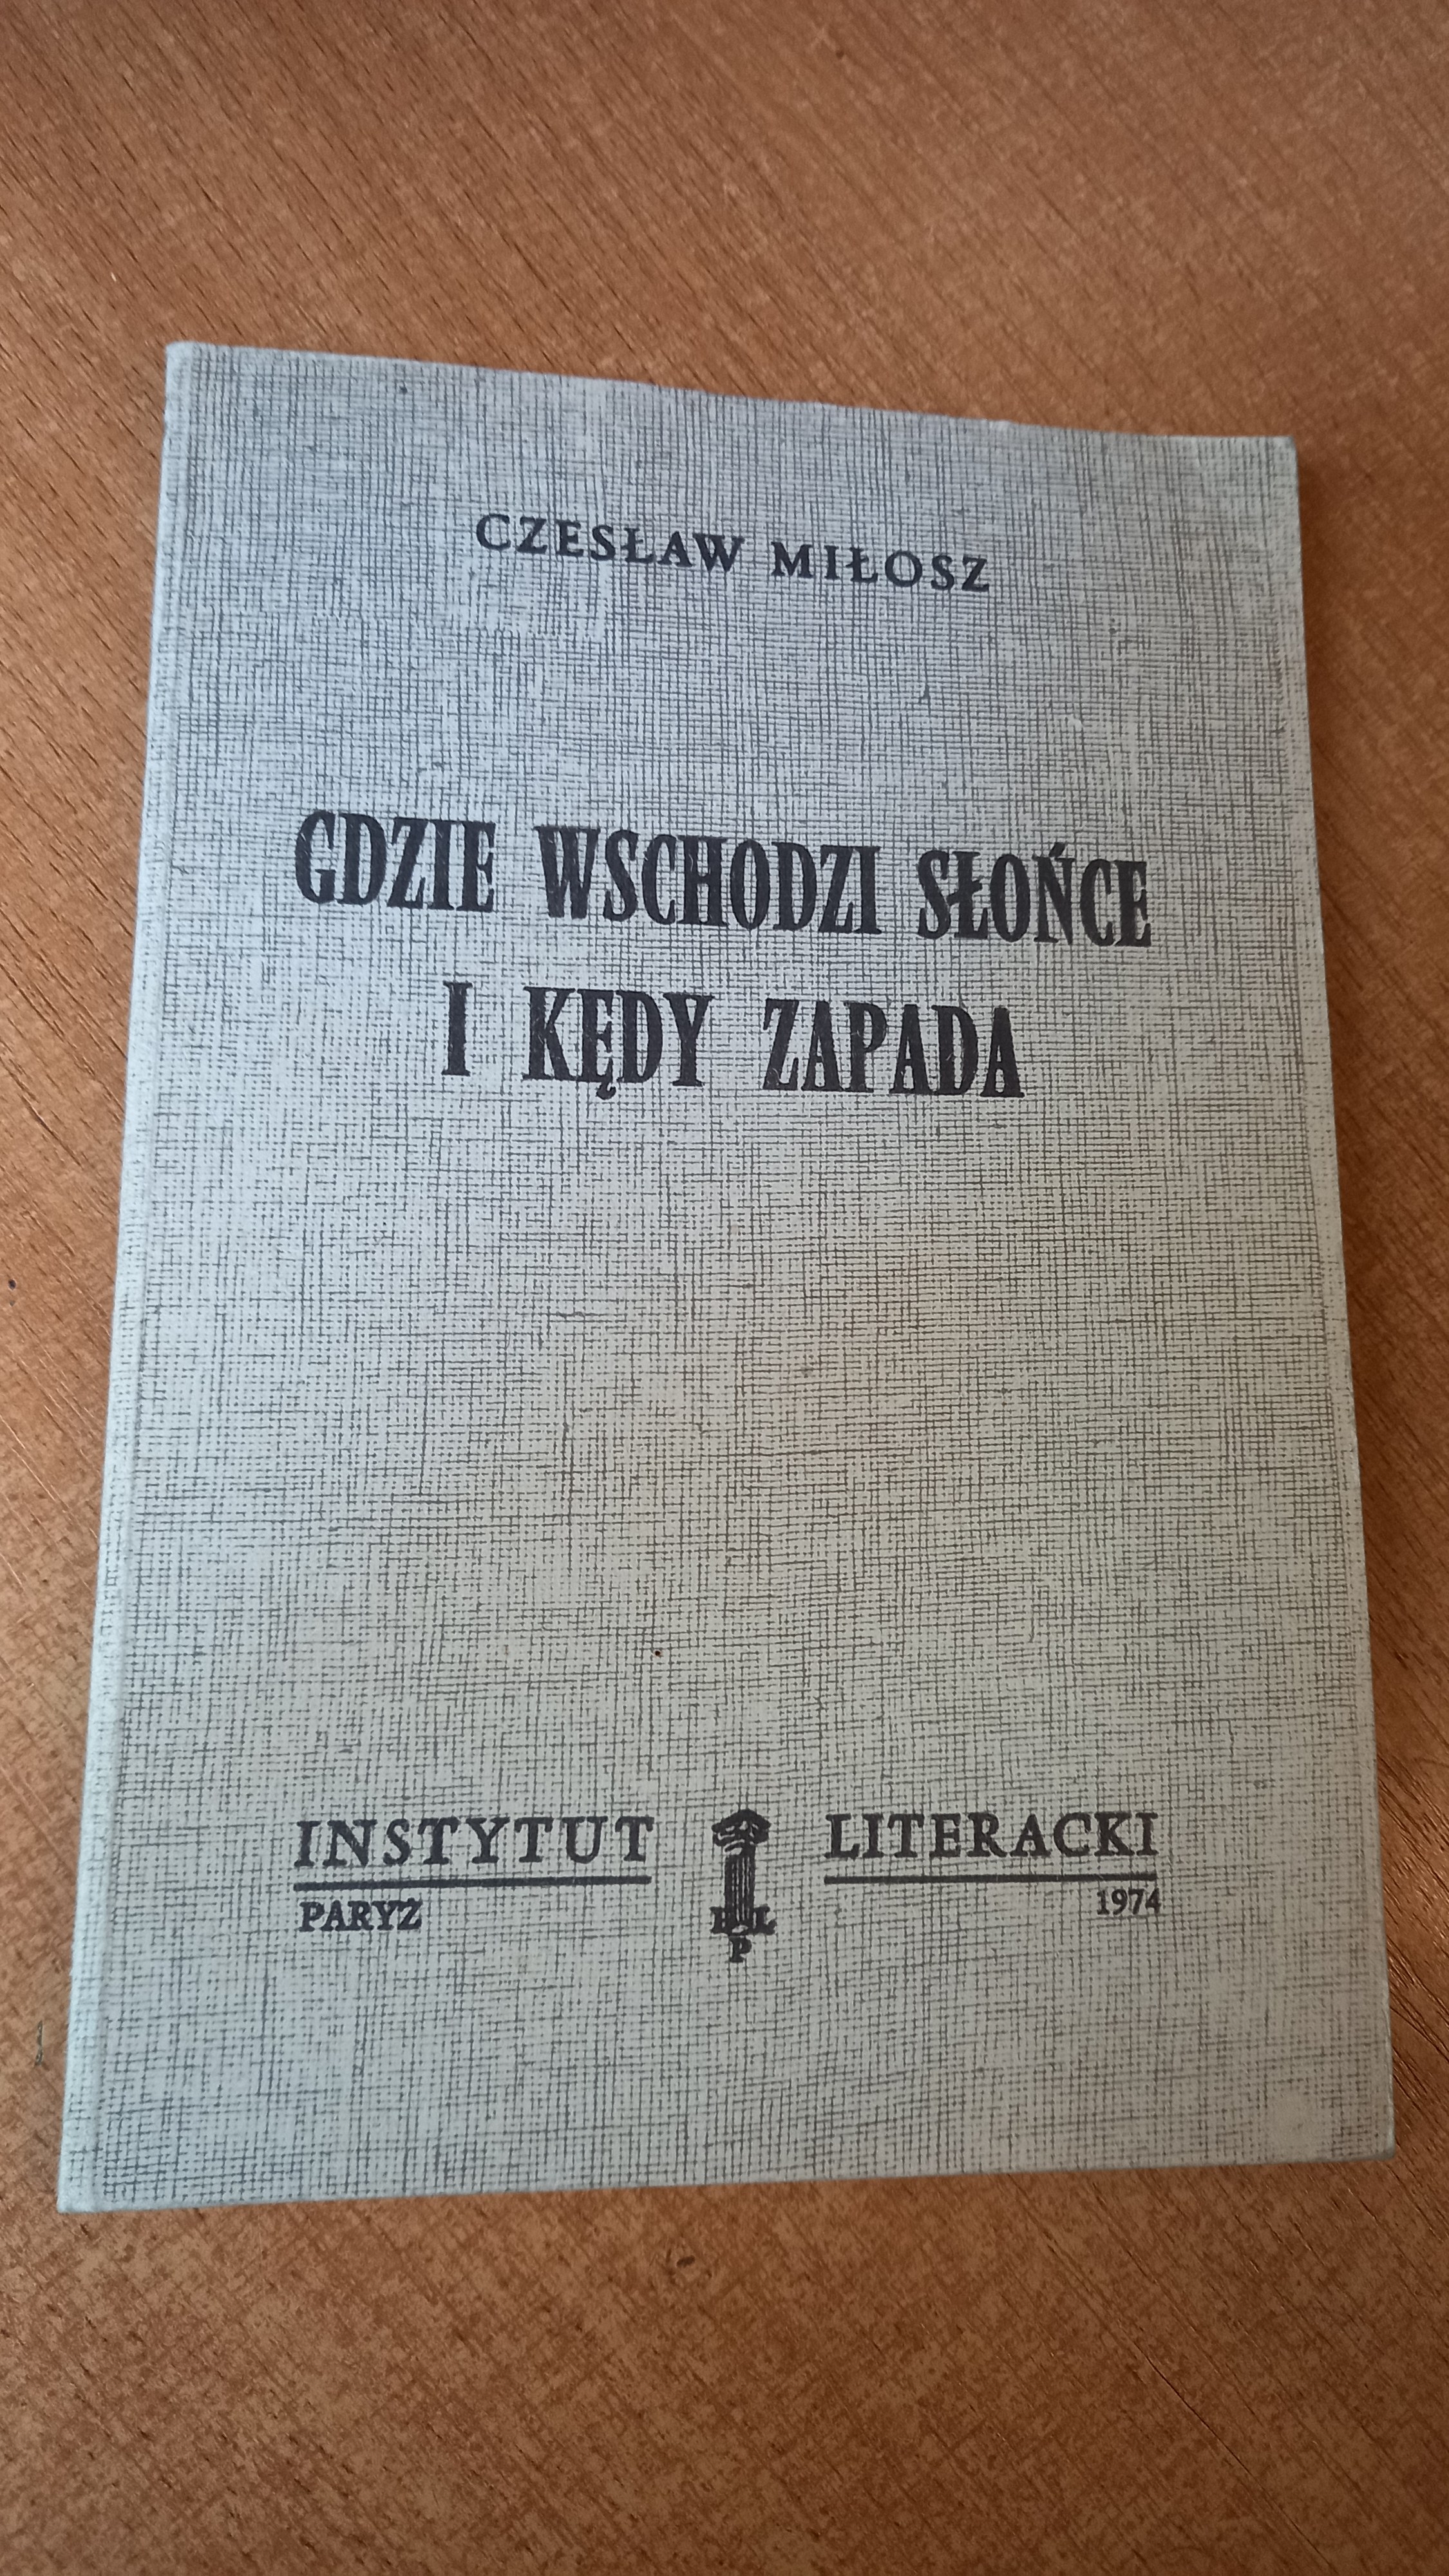 CZESŁAW MIŁOSZ
GDZIE WSCHODZI SŁOŃCE
I KĘDY ZAPADA
INSTYTUT LITERACKI
PARYŻ 1974
I L
P